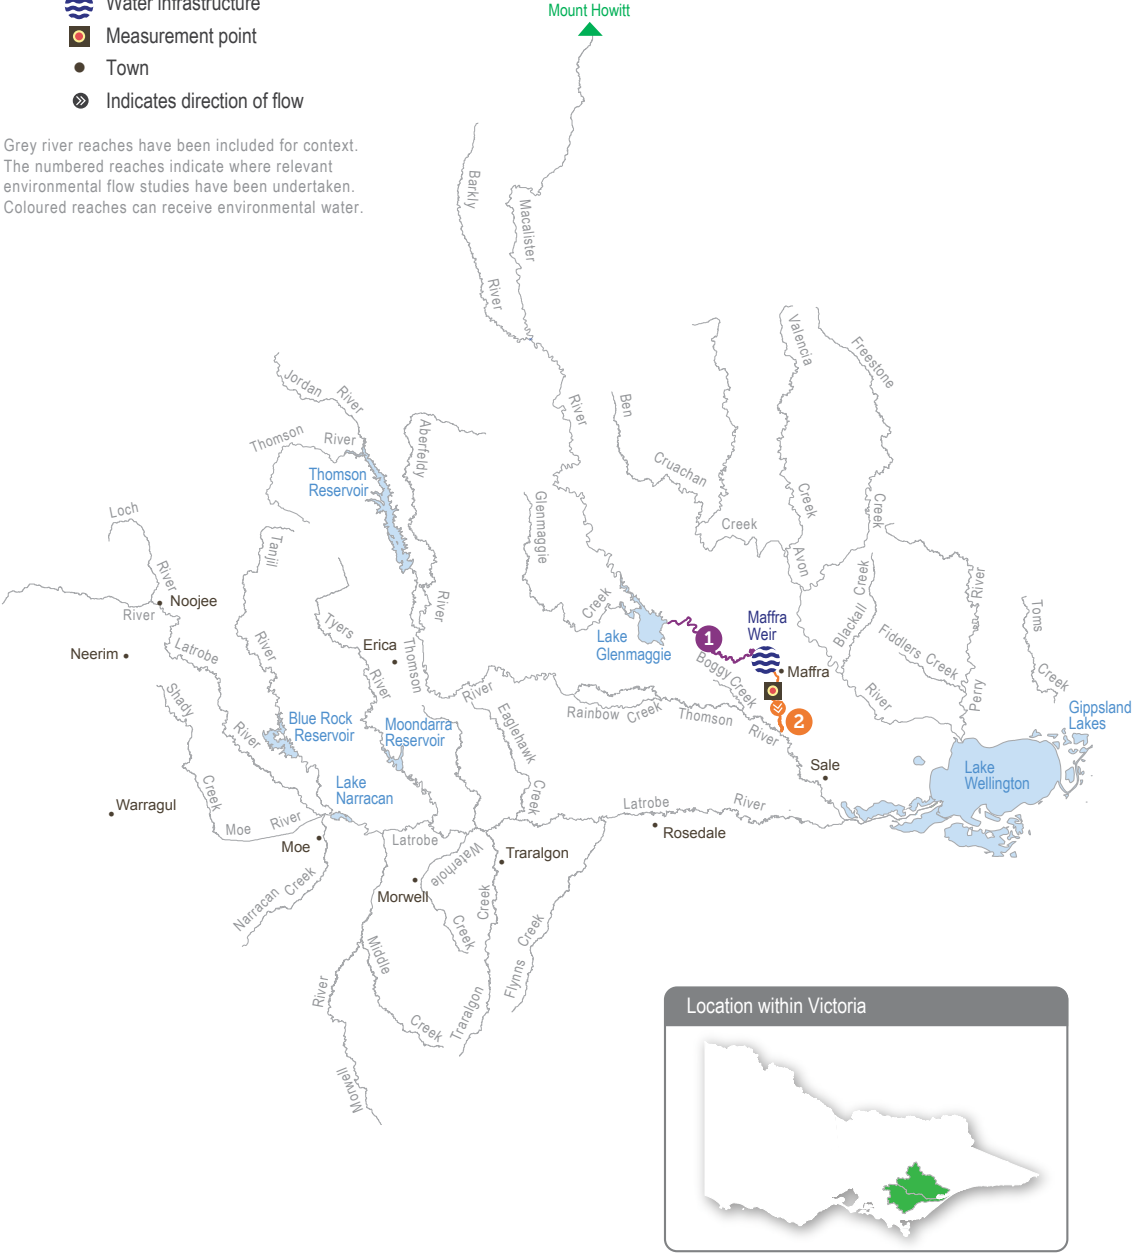 Water infrastructure
Measurement point
Town
Indicates direction of flow
Grey river reaches have been included for context.
The numbered reaches indicate where relevant
environmental flow studies have been undertaken.
Coloured reaches can receive environmental water.
Mount Howitt
Barkly
River
Macalister
River
Jordan
River
Thomson
River
Thomson
Reservoir
Aberfeldy
River
Ben
Cruachan
Creek
Valencia
Creek
Freestone
Creek
Loch
River
Noojee
River
Tanjil
River
Neerim
Latrobe
River
Tyers
River
Erica
Thomson
River
Glenmaggie
Creek
Lake
Glenmaggie
1
Maffra
Weir
Maffra
2
Boggy Creek
Avon
River
Blackall Creek
Fiddlers Creek
Perry
River
Toms
Creek
Gippsland
Lakes
Shady
Creek
Blue Rock
Reservoir
Moondarra
Reservoir
Eaglehawk
Creek
Rainbow Creek
Thomson
River
Sale
Lake
Wellington
Lake
Narracan
Warragul
Moe River
Moe
Latrobe
Latrobe
River
Rosedale
Narracan Creek
Waterhole
Creek
Traralgon
Morwell
Middle
Creek
Traralgon
Creek
Flynns Creek
River
Morwell
Location within Victoria